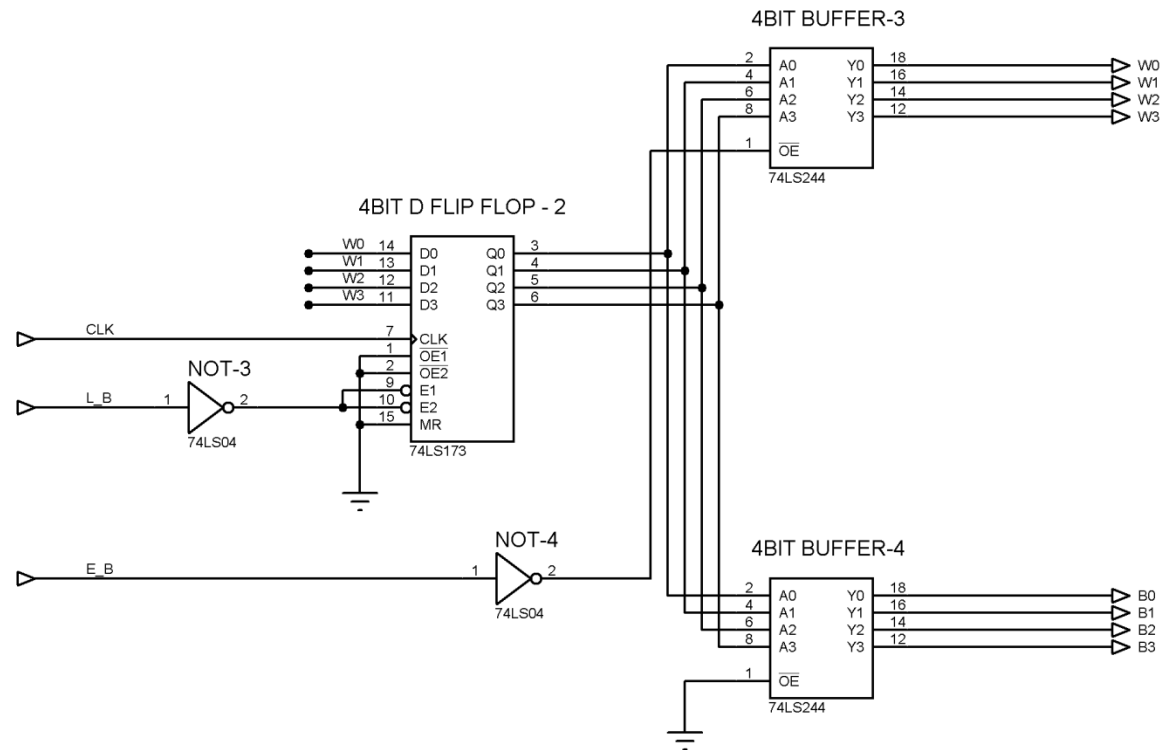 4BIT BUFFER-3
2 A0 Y0 18 W0
4 A1 Y1 16 W1
6 A2 Y2 14 W2
8 A3 Y3 12 W3
1 OE
74LS244
4BIT D FLIP FLOP - 2
W0 14 D0 Q0 3
W1 13 D1 Q1 4
W2 12 D2 Q2 5
W3 11 D3 Q3 6
CLK 7 CLK
1 OE1
NOT-3
2 OE2
9 E1
L_B 1 2 10 E2
15 MR
74LS04
74LS173
NOT-4
4BIT BUFFER-4
E_B 1 2
2 A0 Y0 18 B0
4 A1 Y1 16 B1
74LS04
6 A2 Y2 14 B2
8 A3 Y3 12 B3
1 OE
74LS244